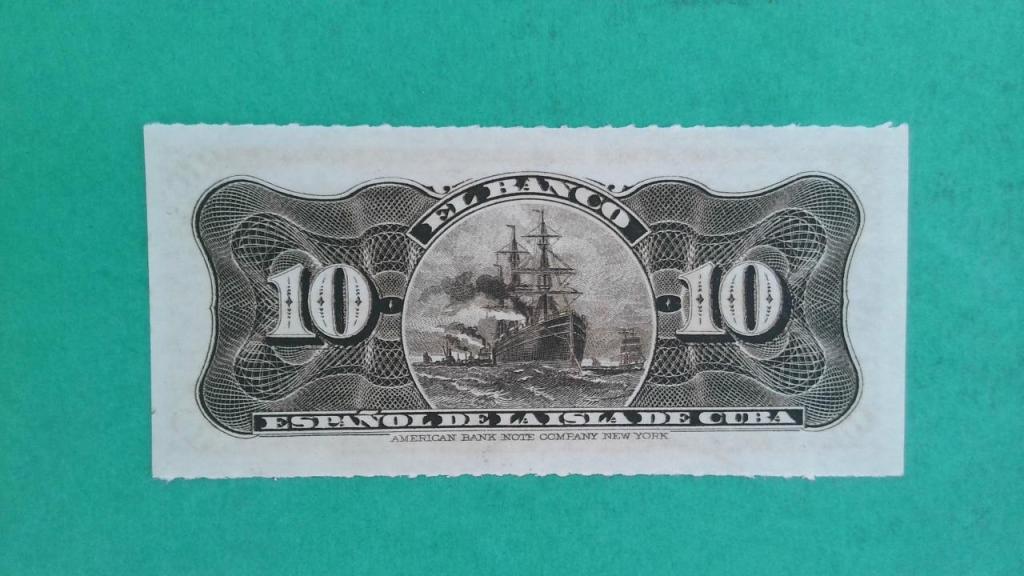 EL BANCO
10 10
ESPAÑOL DE LA ISLA DE CUBA
AMERICAN BANK NOTE COMPANY NEW YORK